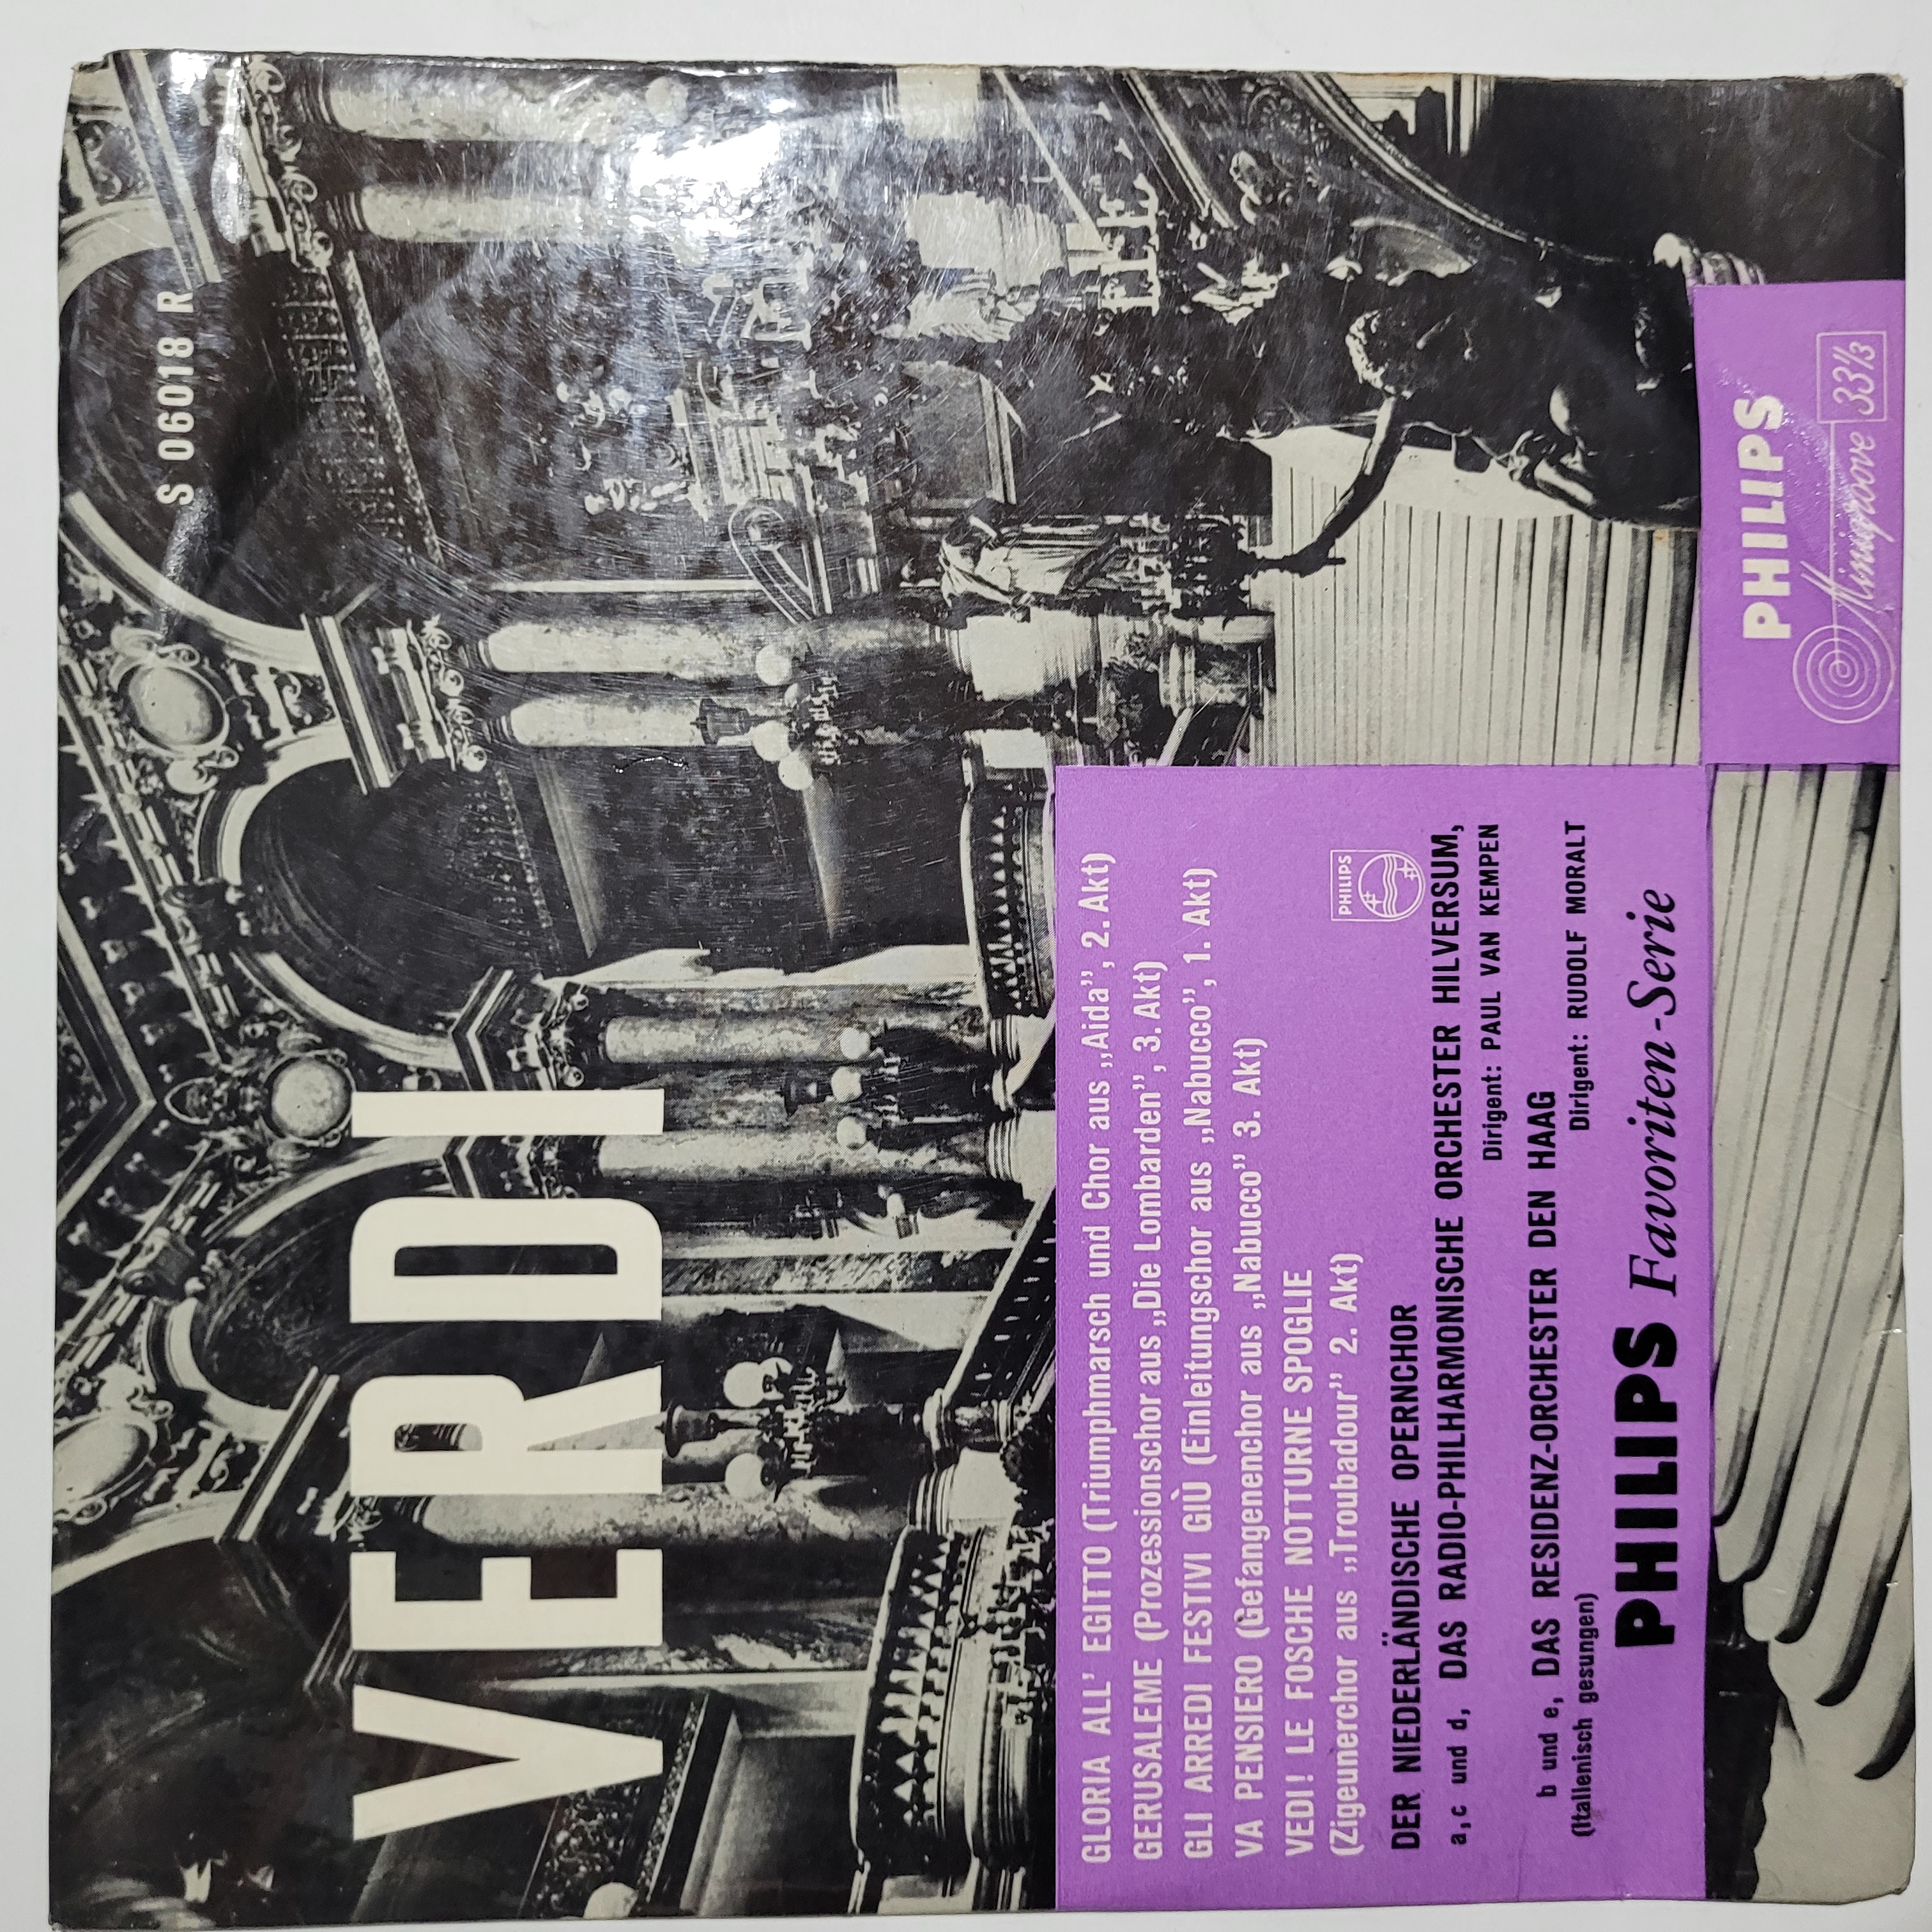 S 06018 R
VERDI
GLORIA ALL' EGITTO (Triumphmarsch und Chor aus „Aida”, 2. Akt)
GERUSALEME (Prozessionschor aus „Die Lombarden”, 3. Akt)
GLI ARREDI FESTIVI GIÙ (Einleitungschor aus „Nabucco”, 1. Akt)
VA PENSIERO (Gefangenenchor aus „Nabucco” 3. Akt)
VEDI! LE FOSCHE NOTTURNE SPOGLIE
(Zigeunerchor aus „Troubadour” 2. Akt)
PHILIPS
DER NIEDERLÄNDISCHE OPERNCHOR
a,c und d, DAS RADIO-PHILHARMONISCHE ORCHESTER HILVERSUM,
Dirigent: PAUL VAN KEMPEN
b und e, DAS RESIDENZ-ORCHESTER DEN HAAG
Dirigent: RUDOLF MORALT
(Italienisch gesungen)
PHILIPS Favoriten-Serie
PHILIPS
Minigroove 33⅓